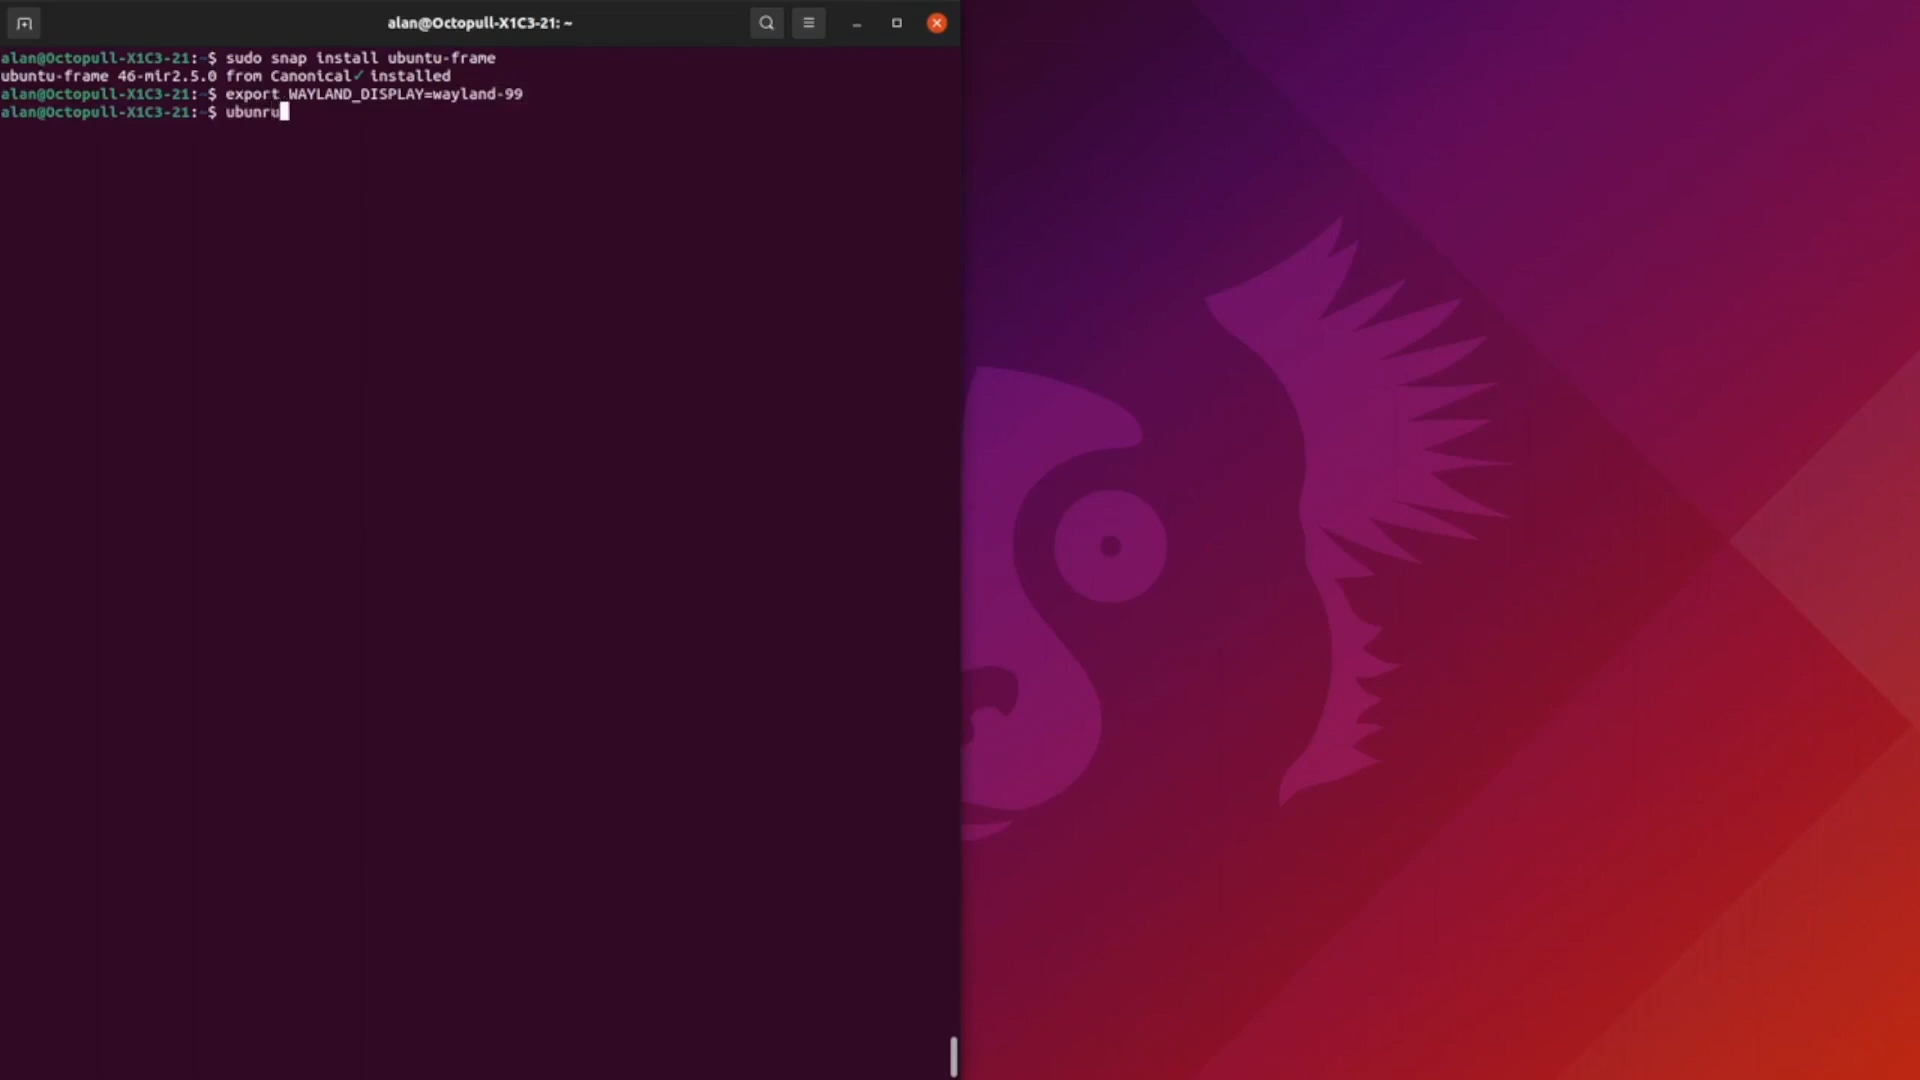 alan@Octopull-X1C3-21: ~
alan@Octopull-X1C3-21:~$ sudo snap install ubuntu-frame
ubuntu-frame 46-mir2.5.0 from Canonical✓ installed
alan@Octopull-X1C3-21:~$ export WAYLAND_DISPLAY=wayland-99
alan@Octopull-X1C3-21:~$ ubunru